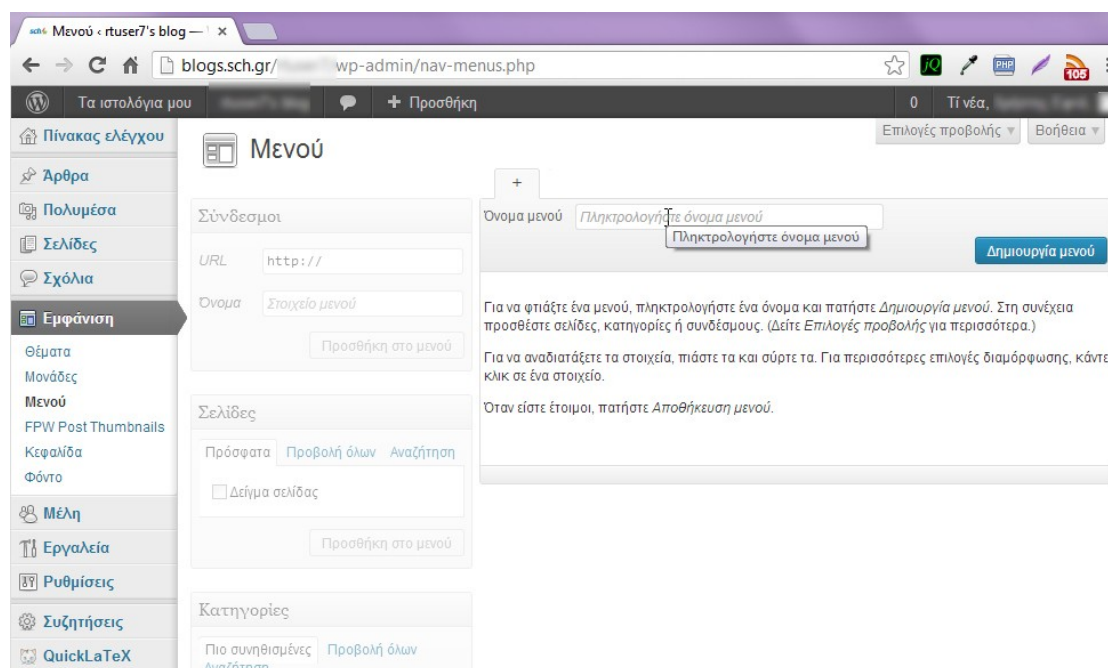 Μενού ‹ rtuser7's blog —
blogs.sch.gr/ wp-admin/nav-menus.php
jQ
PHP
105
Τα ιστολόγια μου
+ Προσθήκη
0 Τί νέα,
Πίνακας ελέγχου
Άρθρα
Πολυμέσα
Σελίδες
Σχόλια
Εμφάνιση
Θέματα
Μονάδες
Μενού
FPW Post Thumbnails
Κεφαλίδα
Φόντο
Μέλη
Εργαλεία
Ρυθμίσεις
Συζητήσεις
QuickLaTeX
Μενού
Επιλογές προβολής
Βοήθεια
Σύνδεσμοι
URL http://
Όνομα Στοιχείο μενού
Προσθήκη στο μενού
Σελίδες
Πρόσφατα Προβολή όλων Αναζήτηση
Δείγμα σελίδας
Προσθήκη στο μενού
Κατηγορίες
Πιο συνηθισμένες Προβολή όλων
Αναζήτηση
+
Όνομα μενού Πληκτρολογήστε όνομα μενού
Πληκτρολογήστε όνομα μενού
Δημιουργία μενού
Για να φτιάξτε ένα μενού, πληκτρολογήστε ένα όνομα και πατήστε Δημιουργία μενού. Στη συνέχεια
προσθέστε σελίδες, κατηγορίες ή συνδέσμους. (Δείτε Επιλογές προβολής για περισσότερα.)
Για να αναδιατάξετε τα στοιχεία, πιάστε τα και σύρτε τα. Για περισσότερες επιλογές διαμόρφωσης, κάντε
κλικ σε ένα στοιχείο.
Όταν είστε έτοιμοι, πατήστε Αποθήκευση μενού.